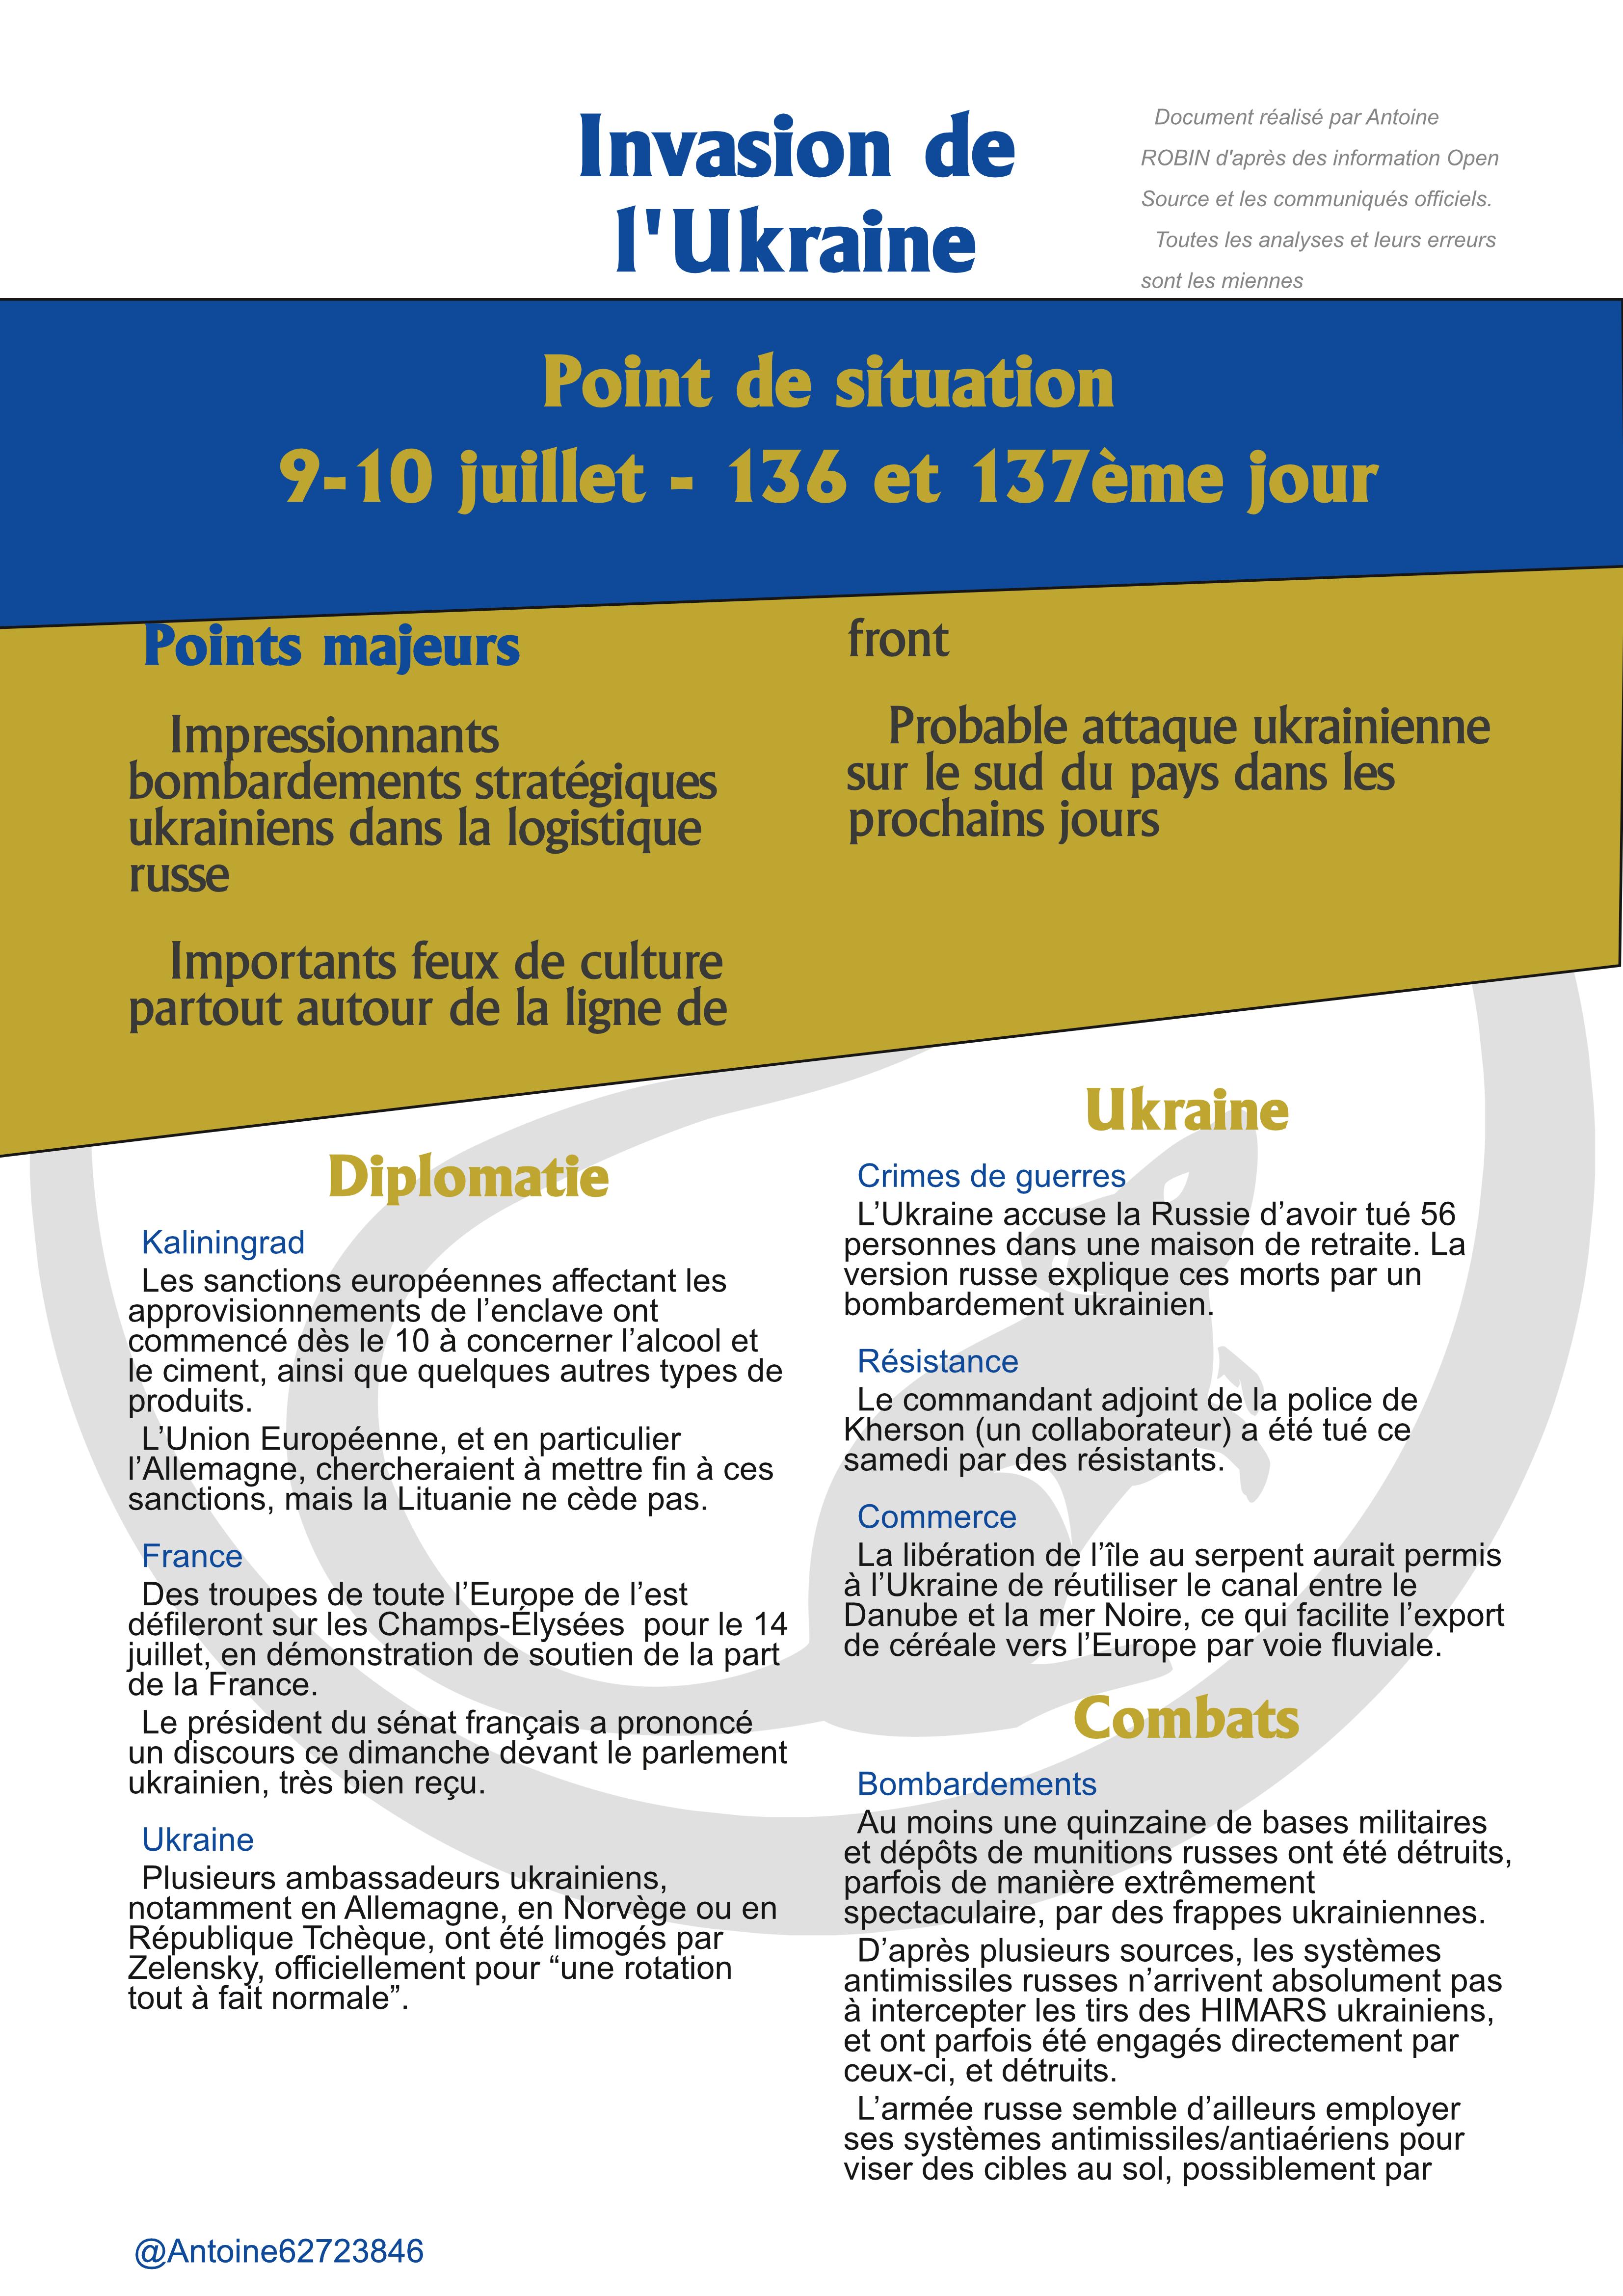 Invasion de
l'Ukraine
Document réalisé par Antoine
ROBIN d'après des information Open
Source et les communiqués officiels.
Toutes les analyses et leurs erreurs
sont les miennes
Point de situation
9-10 juillet - 136 et 137ème jour
Points majeurs
Impressionnants
bombardements stratégiques
ukrainiens dans la logistique
russe
Importants feux de culture
partout autour de la ligne de
front
Probable attaque ukrainienne
sur le sud du pays dans les
prochains jours
Diplomatie
Kaliningrad
Les sanctions européennes affectant les
approvisionnements de l’enclave ont
commencé dès le 10 à concerner l’alcool et
le ciment, ainsi que quelques autres types de
produits.
L’Union Européenne, et en particulier
l’Allemagne, chercheraient à mettre fin à ces
sanctions, mais la Lituanie ne cède pas.
France
Des troupes de toute l’Europe de l’est
défileront sur les Champs-Élysées  pour le 14
juillet, en démonstration de soutien de la part
de la France.
Le président du sénat français a prononcé
un discours ce dimanche devant le parlement
ukrainien, très bien reçu.
Ukraine
Plusieurs ambassadeurs ukrainiens,
notamment en Allemagne, en Norvège ou en
République Tchèque, ont été limogés par
Zelensky, officiellement pour “une rotation
tout à fait normale”.
Ukraine
Crimes de guerres
L’Ukraine accuse la Russie d’avoir tué 56
personnes dans une maison de retraite. La
version russe explique ces morts par un
bombardement ukrainien.
Résistance
Le commandant adjoint de la police de
Kherson (un collaborateur) a été tué ce
samedi par des résistants.
Commerce
La libération de l’île au serpent aurait permis
à l’Ukraine de réutiliser le canal entre le
Danube et la mer Noire, ce qui facilite l’export
de céréale vers l’Europe par voie fluviale.
Combats
Bombardements
Au moins une quinzaine de bases militaires
et dépôts de munitions russes ont été détruits,
parfois de manière extrêmement
spectaculaire, par des frappes ukrainiennes.
D’après plusieurs sources, les systèmes
antimissiles russes n’arrivent absolument pas
à intercepter les tirs des HIMARS ukrainiens,
et ont parfois été engagés directement par
ceux-ci, et détruits.
L’armée russe semble d’ailleurs employer
ses systèmes antimissiles/antiaériens pour
viser des cibles au sol, possiblement par
@Antoine62723846